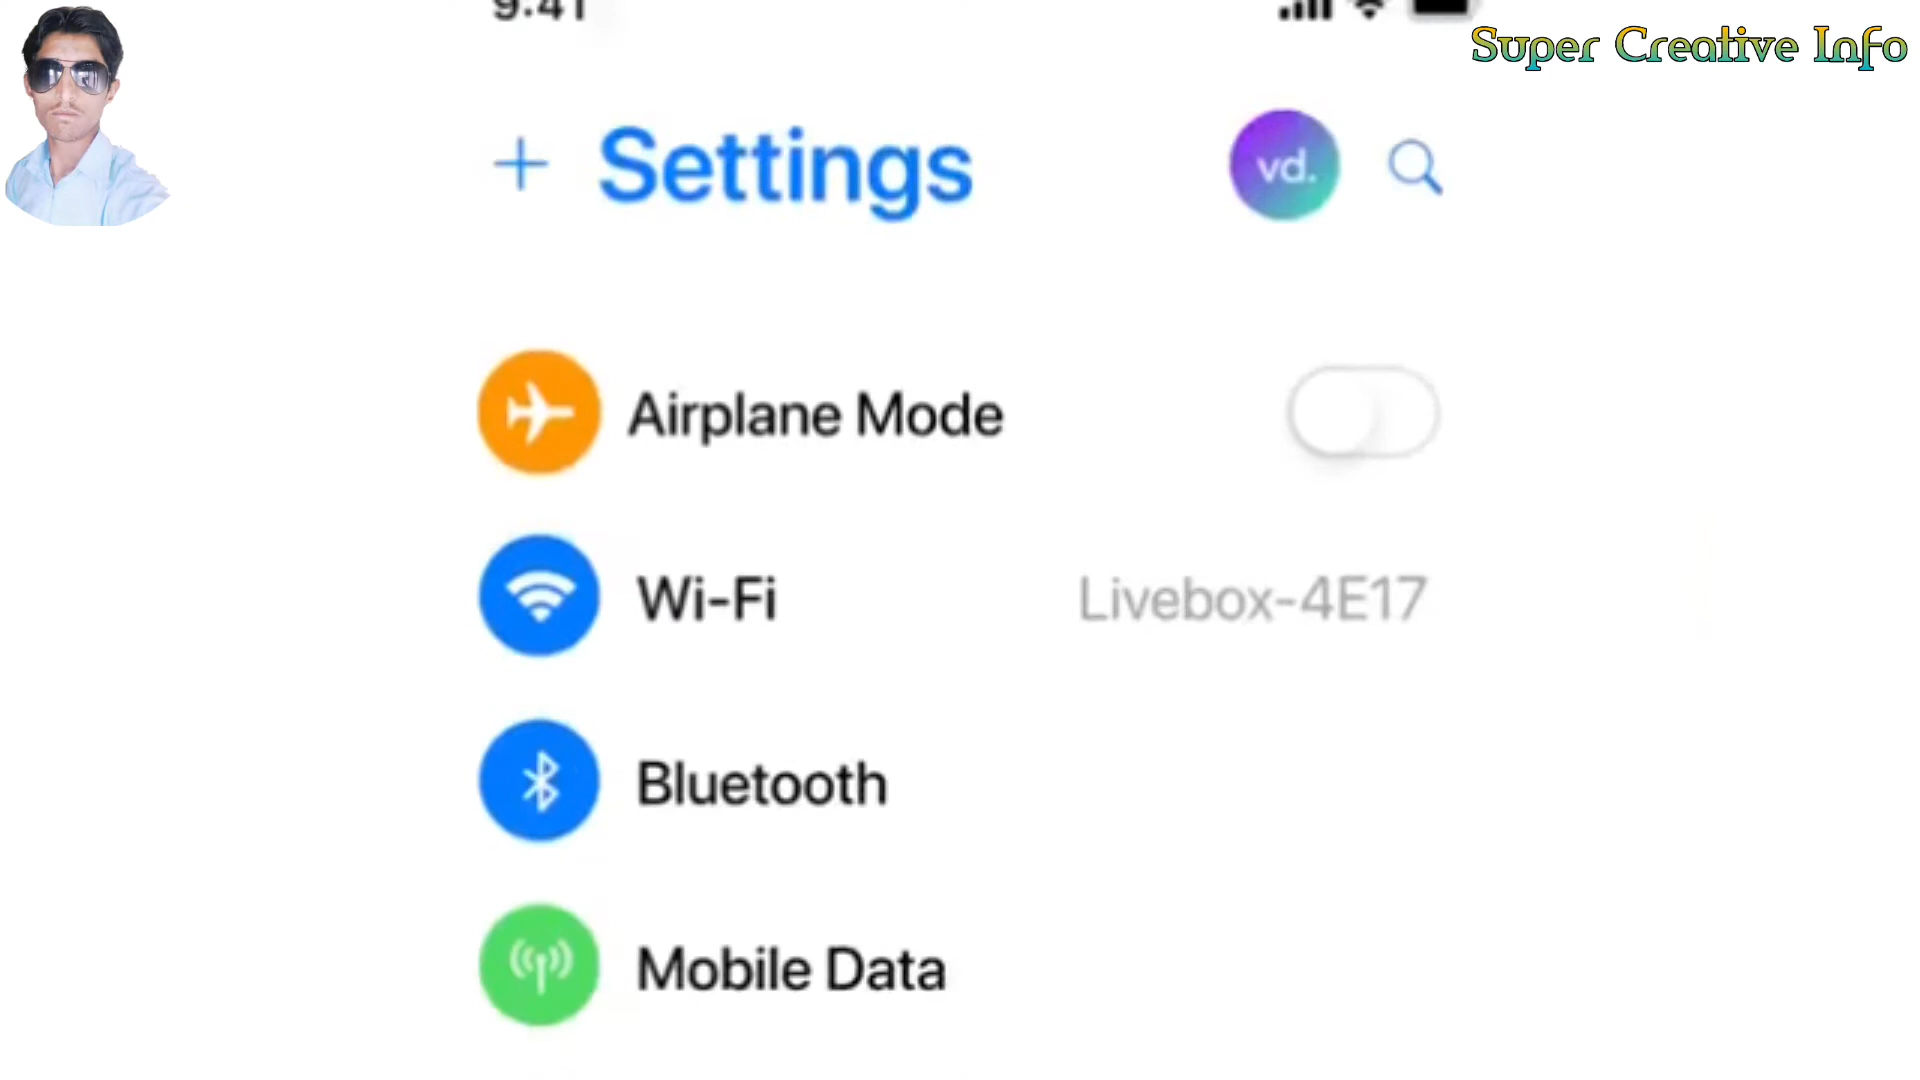 9:41
Super Creative Info
+ Settings
vd.
Airplane Mode
Wi-Fi
Livebox-4E17
Bluetooth
Mobile Data